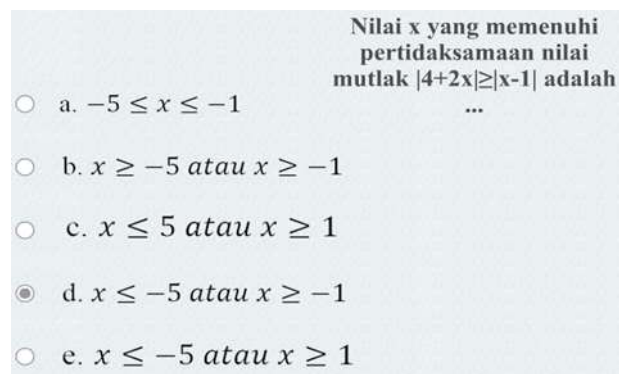 Nilai x yang memenuhi
pertidaksamaan nilai
mutlak |4+2x|≥|x-1| adalah
...
a. −5 ≤ x ≤ −1
b. x ≥ −5 atau x ≥ −1
c. x ≤ 5 atau x ≥ 1
d. x ≤ −5 atau x ≥ −1
e. x ≤ −5 atau x ≥ 1